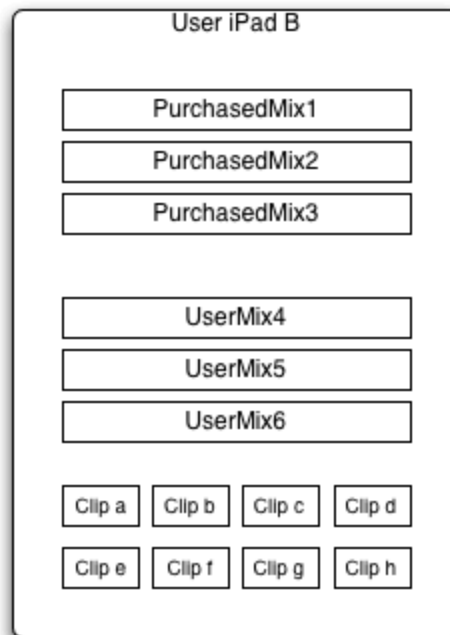 User iPad B
PurchasedMix1
PurchasedMix2
PurchasedMix3
UserMix4
UserMix5
UserMix6
Clip a Clip b Clip c Clip d
Clip e Clip f Clip g Clip h